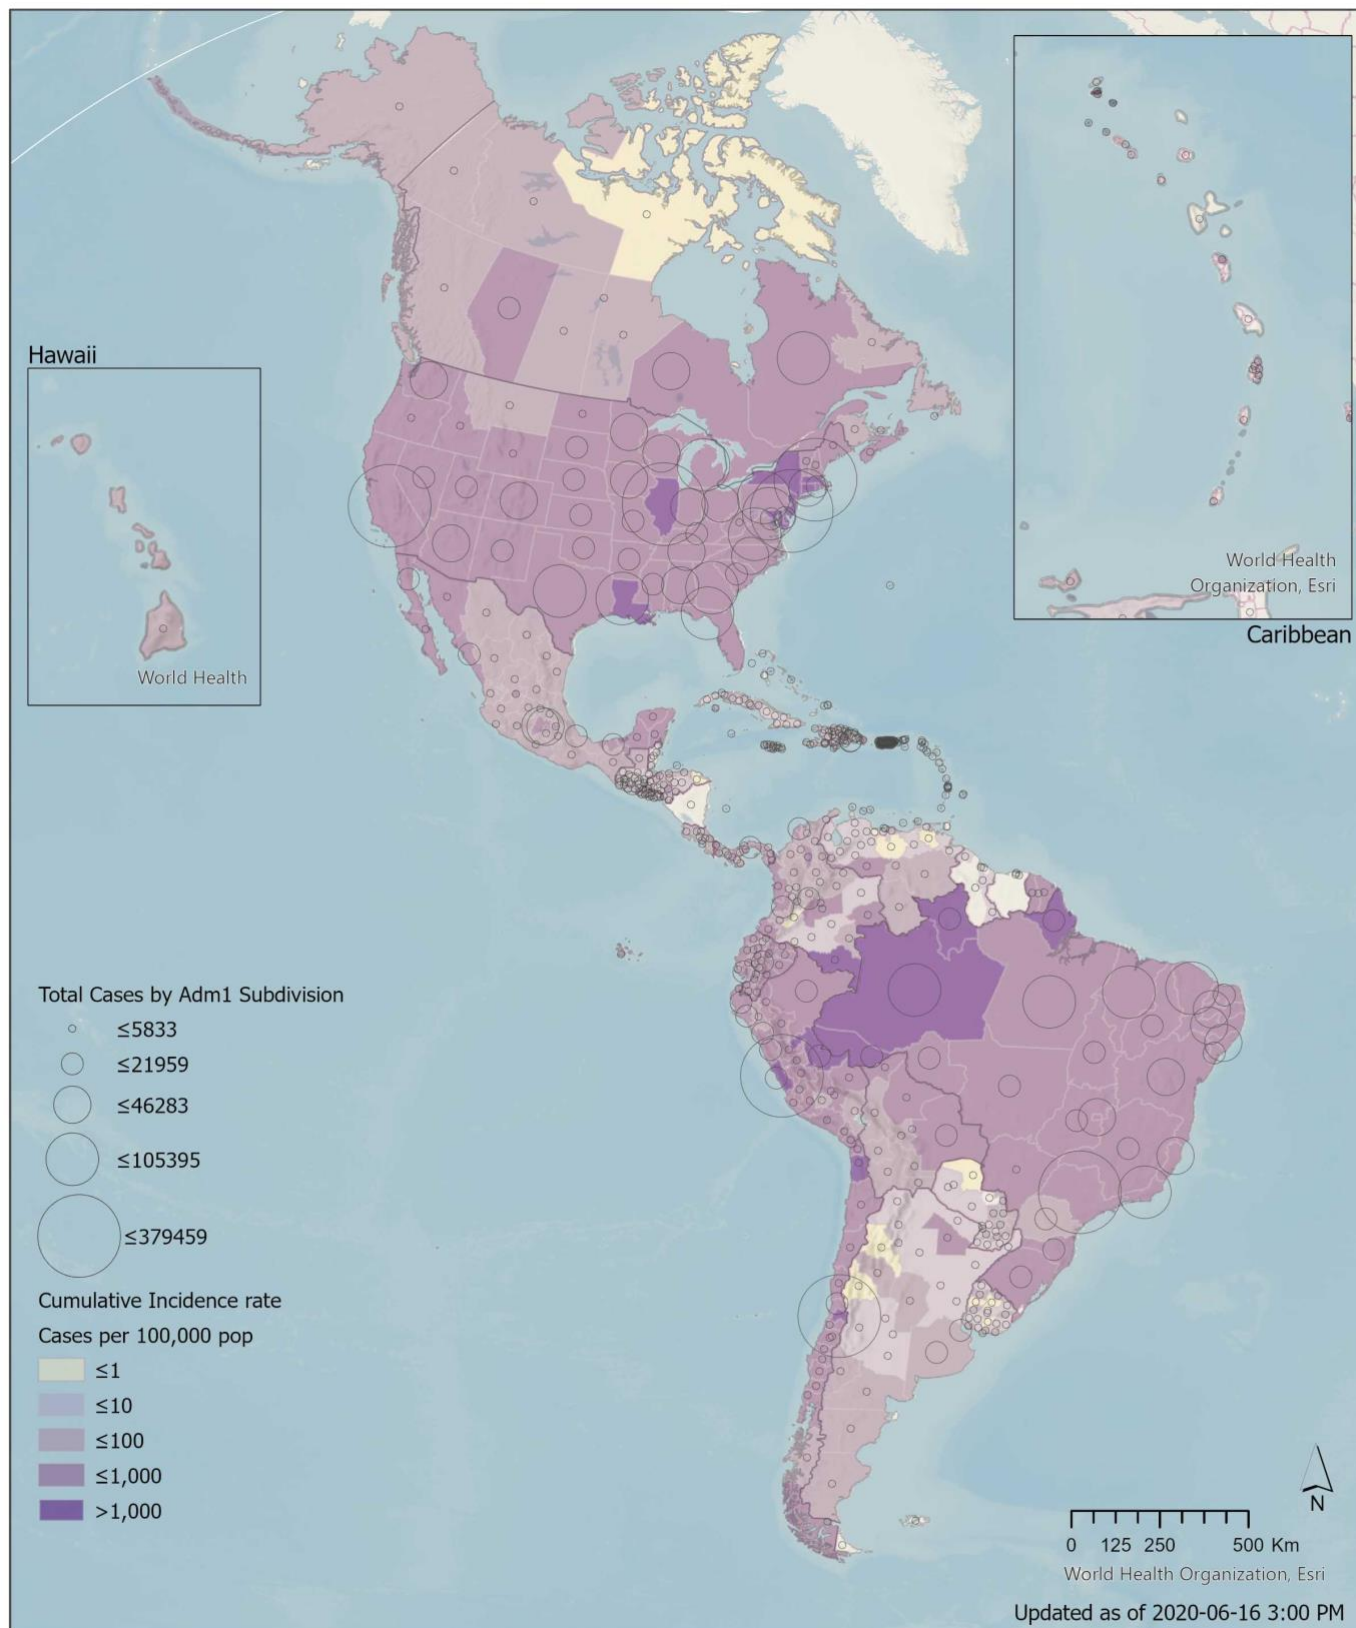 Hawaii
World Health
World Health
Organization, Esri
Caribbean
Total Cases by Adm1 Subdivision
≤5833
≤21959
≤46283
≤105395
≤379459
Cumulative Incidence rate
Cases per 100,000 pop
≤1
≤10
≤100
≤1,000
>1,000
N
0 125 250 500 Km
World Health Organization, Esri
Updated as of 2020-06-16 3:00 PM